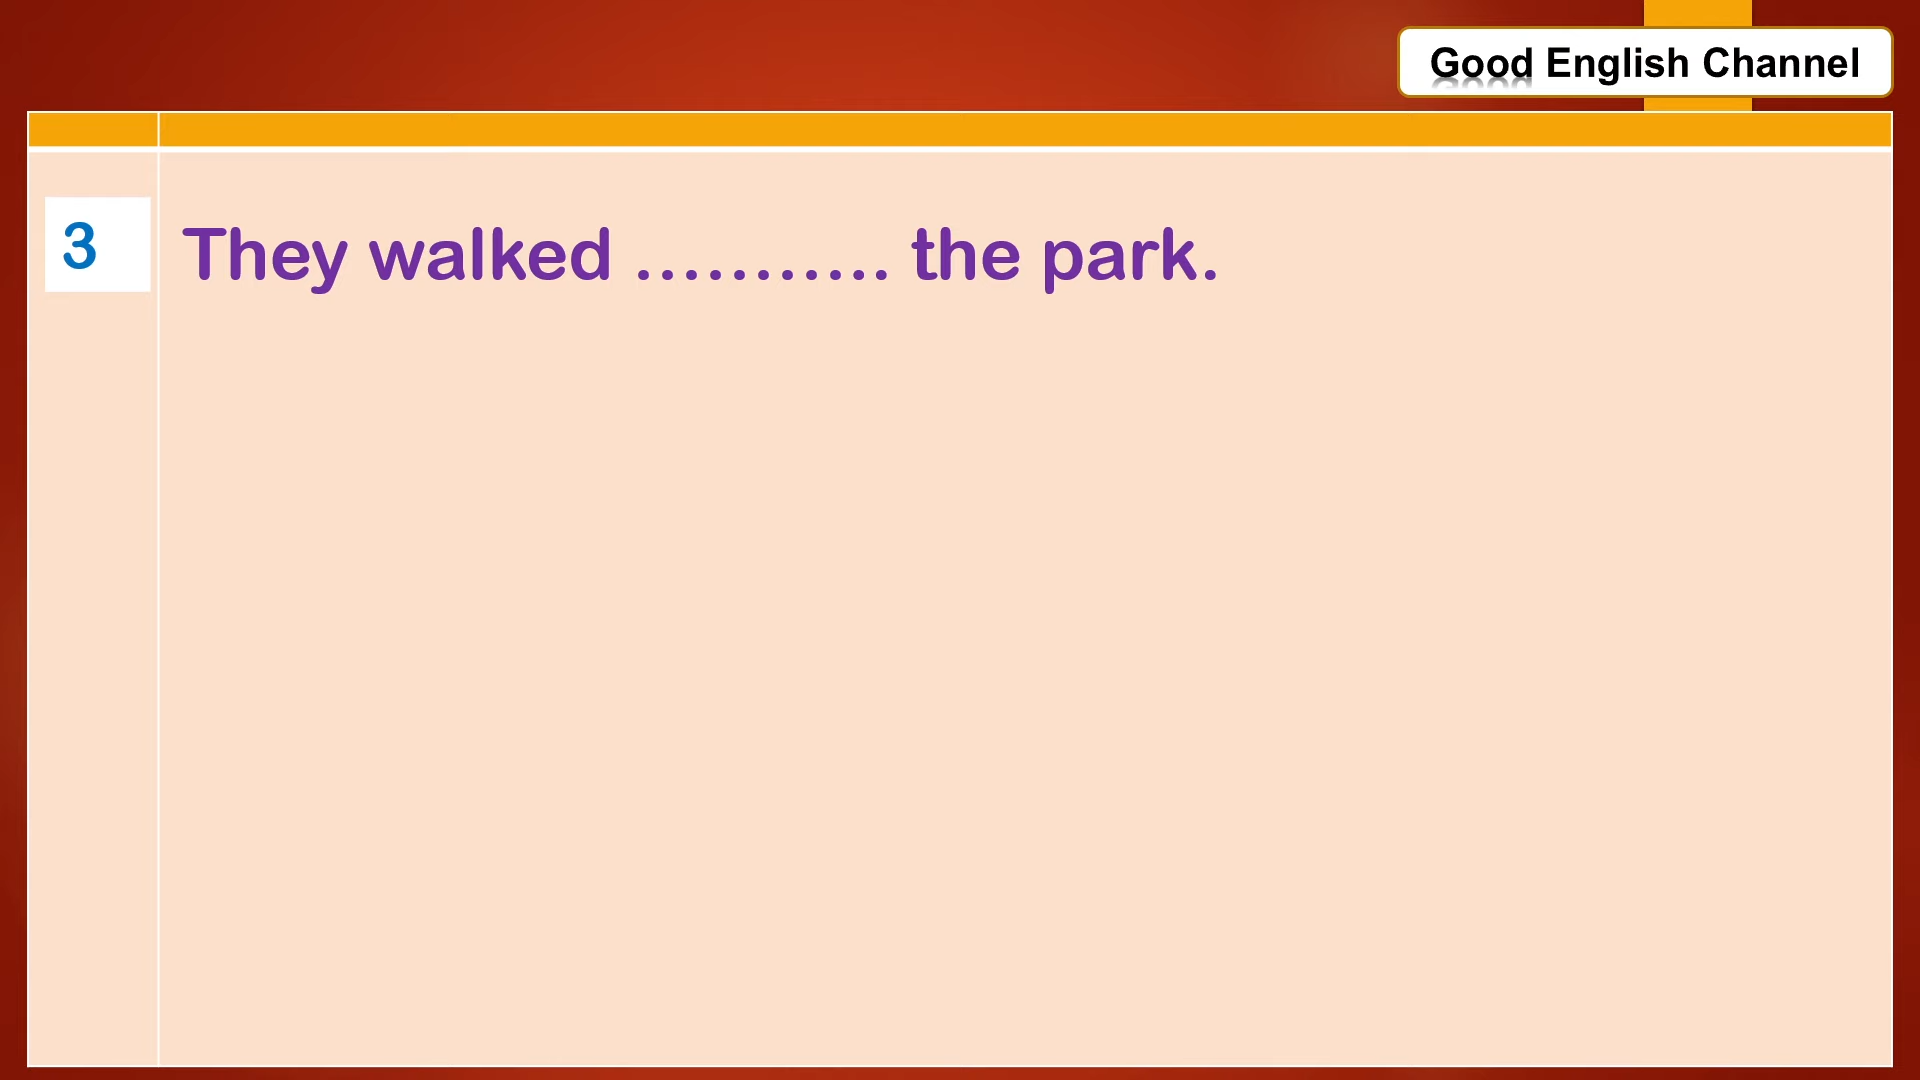 Good English Channel
3
They walked ........... the park.